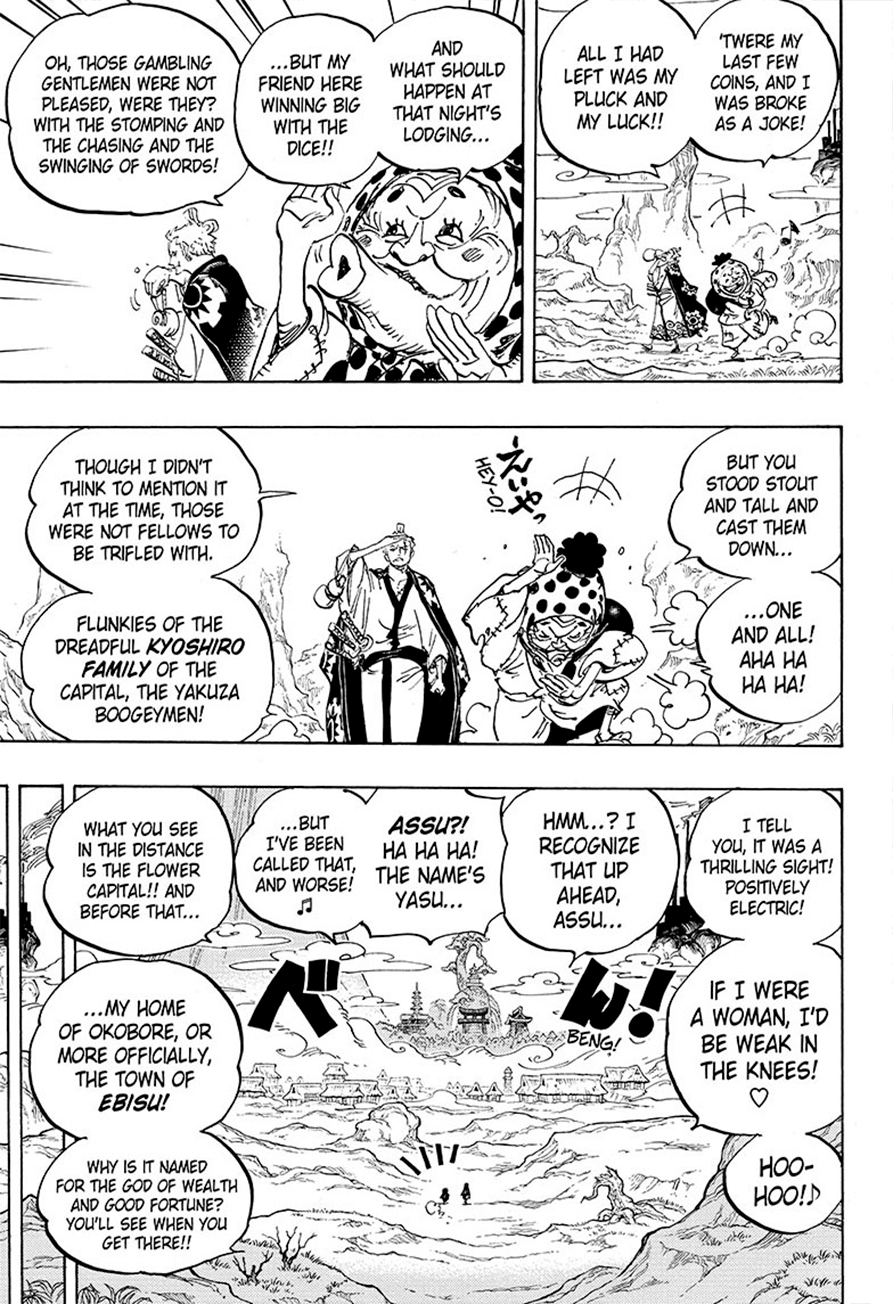 'TWERE MY
LAST FEW
COINS, AND I
WAS BROKE
AS A JOKE!
ALL I HAD
LEFT WAS MY
PLUCK AND
MY LUCK!!
AND
WHAT SHOULD
HAPPEN AT
THAT NIGHT'S
LODGING...
...BUT MY
FRIEND HERE
WINNING BIG
WITH THE
DICE!!
OH, THOSE GAMBLING
GENTLEMEN WERE NOT
PLEASED, WERE THEY?
WITH THE STOMPING AND
THE CHASING AND THE
SWINGING OF SWORDS!
BUT YOU
STOOD STOUT
AND TALL AND
CAST THEM
DOWN...
...ONE
AND ALL!
AHA HA
HA HA!
えいやっ
HEY-O!
THOUGH I DIDN'T
THINK TO MENTION IT
AT THE TIME, THOSE
WERE NOT FELLOWS TO
BE TRIFLED WITH.
FLUNKIES OF THE
DREADFUL KYOSHIRO
FAMILY OF THE
CAPITAL, THE YAKUZA
BOOGEYMEN!
I TELL
YOU, IT WAS A
THRILLING SIGHT!
POSITIVELY
ELECTRIC!
IF I WERE
A WOMAN, I'D
BE WEAK IN
THE KNEES!
♡
HOO-
HOO!♪
HMM...? I
RECOGNIZE
THAT UP
AHEAD,
ASSU...
ASSU?!
HA HA HA!
THE NAME'S
YASU...
...BUT
I'VE BEEN
CALLED THAT,
AND WORSE!
♫
べん!
BENG!
WHAT YOU SEE
IN THE DISTANCE
IS THE FLOWER
CAPITAL!! AND
BEFORE THAT...
...MY HOME
OF OKOBORE, OR
MORE OFFICIALLY,
THE TOWN OF
EBISU!
WHY IS IT NAMED
FOR THE GOD OF WEALTH
AND GOOD FORTUNE?
YOU'LL SEE WHEN YOU
GET THERE!!